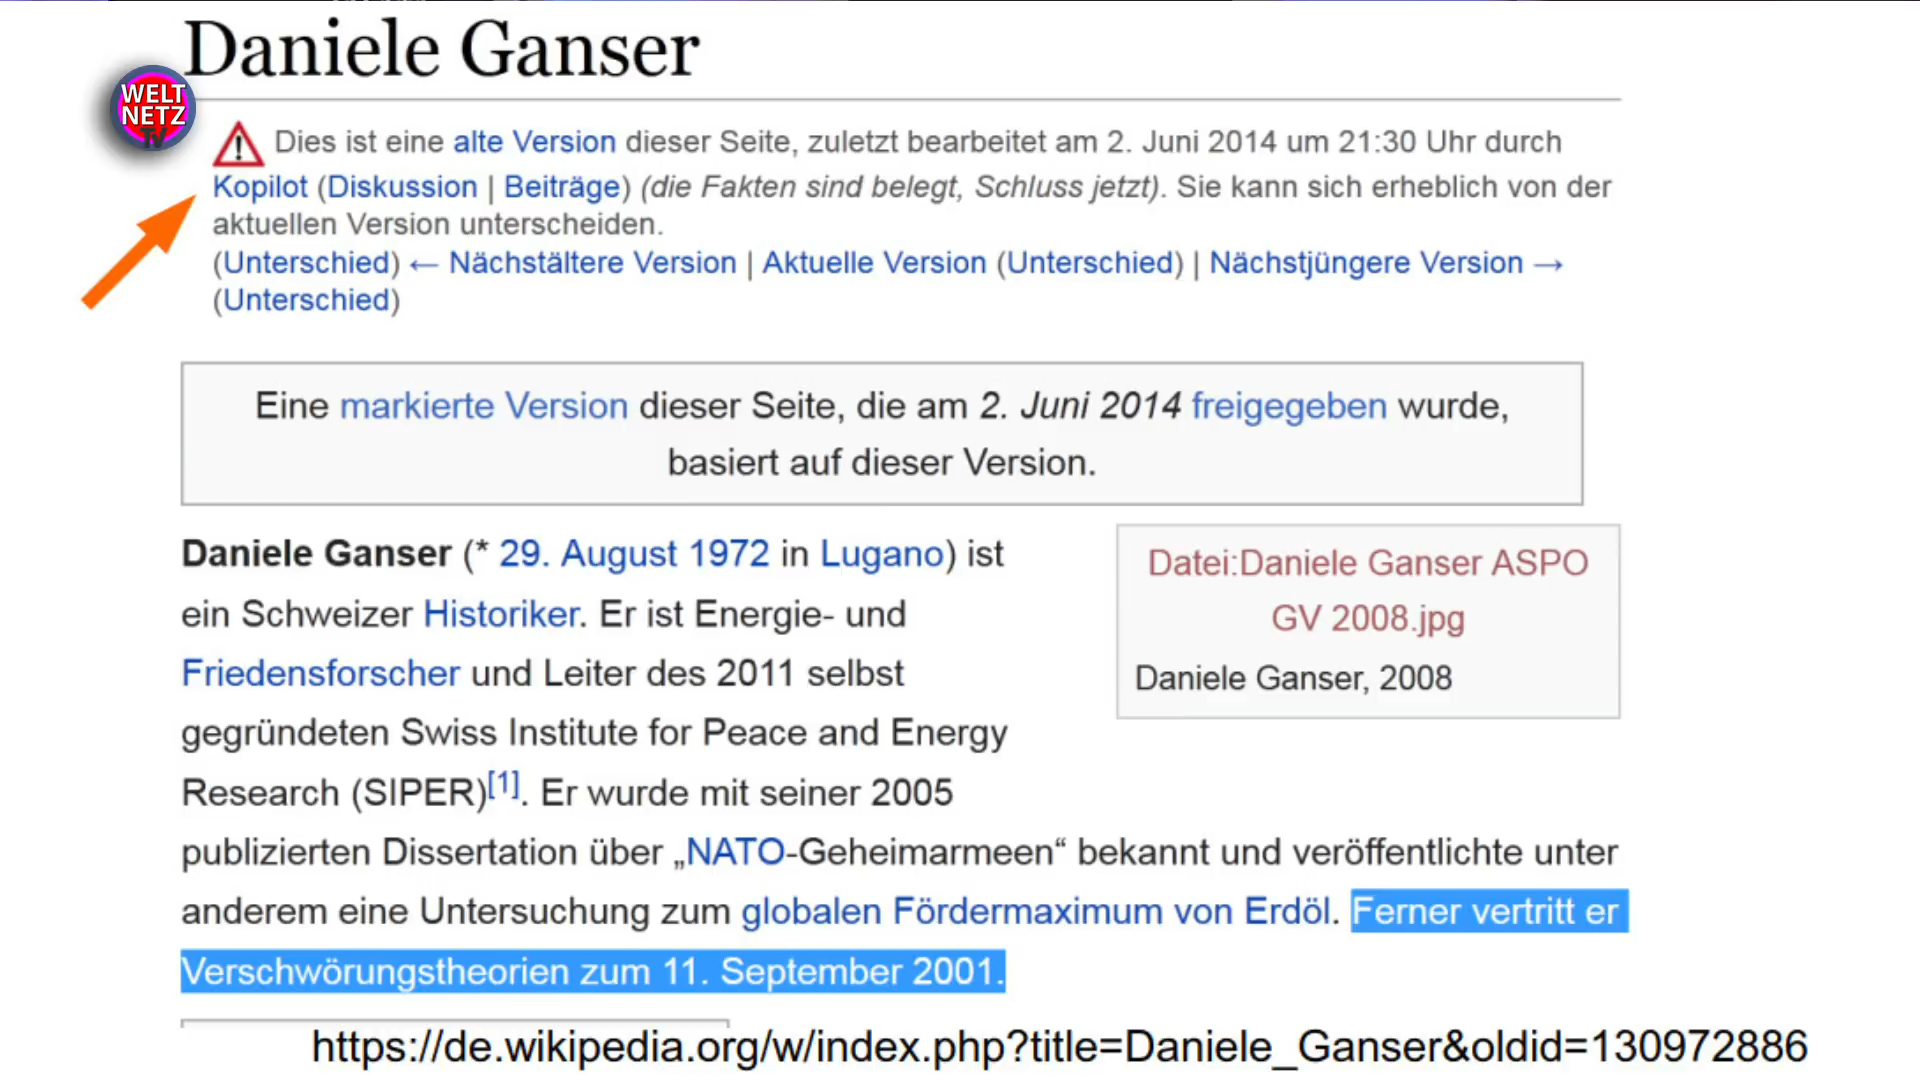 Daniele Ganser
WELT
NETZ
TV
Dies ist eine alte Version dieser Seite, zuletzt bearbeitet am 2. Juni 2014 um 21:30 Uhr durch
Kopilot (Diskussion | Beiträge) (die Fakten sind belegt, Schluss jetzt). Sie kann sich erheblich von der
aktuellen Version unterscheiden.
(Unterschied) ← Nächstältere Version | Aktuelle Version (Unterschied) | Nächstjüngere Version →
(Unterschied)
Eine markierte Version dieser Seite, die am 2. Juni 2014 freigegeben wurde,
basiert auf dieser Version.
Daniele Ganser (* 29. August 1972 in Lugano) ist
ein Schweizer Historiker. Er ist Energie- und
Friedensforscher und Leiter des 2011 selbst
gegründeten Swiss Institute for Peace and Energy
Research (SIPER)[1]. Er wurde mit seiner 2005
publizierten Dissertation über „NATO-Geheimarmeen“ bekannt und veröffentlichte unter
anderem eine Untersuchung zum globalen Fördermaximum von Erdöl. Ferner vertritt er
Verschwörungstheorien zum 11. September 2001.
Datei:Daniele Ganser ASPO
GV 2008.jpg
Daniele Ganser, 2008
https://de.wikipedia.org/w/index.php?title=Daniele_Ganser&oldid=130972886